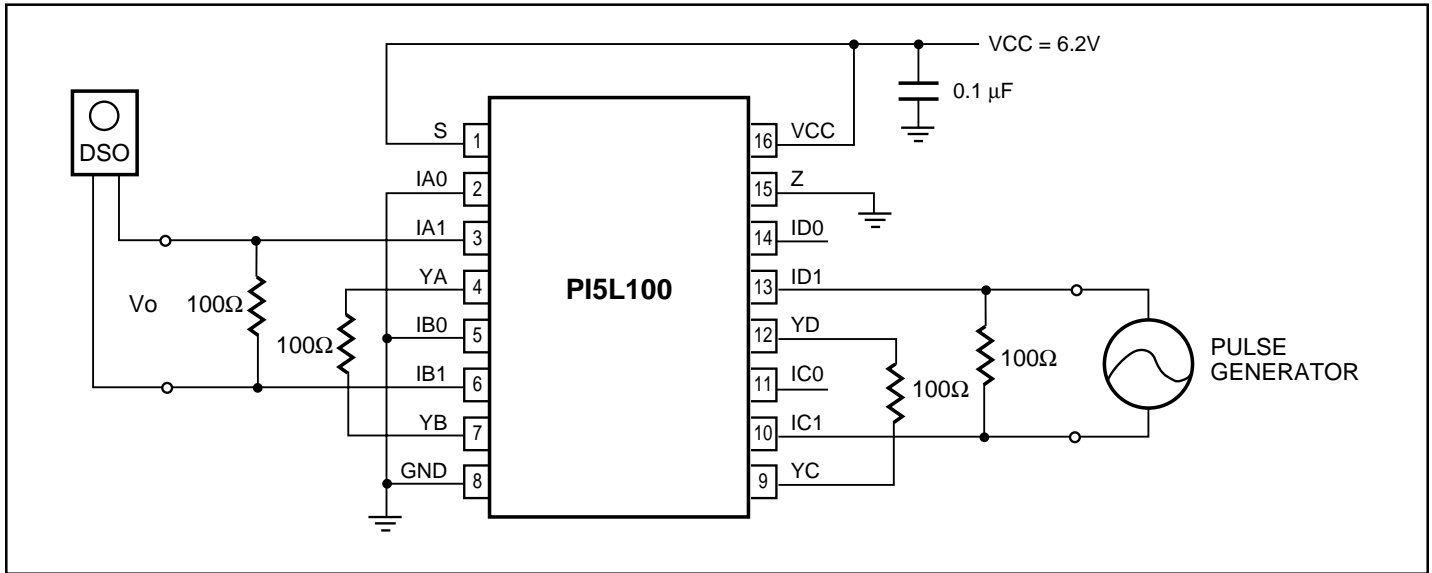 VCC = 6.2V
0.1 µF
DSO
S
1
16
VCC
IA0
2
15
Z
IA1
3
14
ID0
YA
4
PI5L100
13
ID1
Vo
100Ω
100Ω
IB0
5
12
YD
IB1
6
11
IC0
100Ω
100Ω
PULSE
GENERATOR
YB
7
10
IC1
GND
8
9
YC